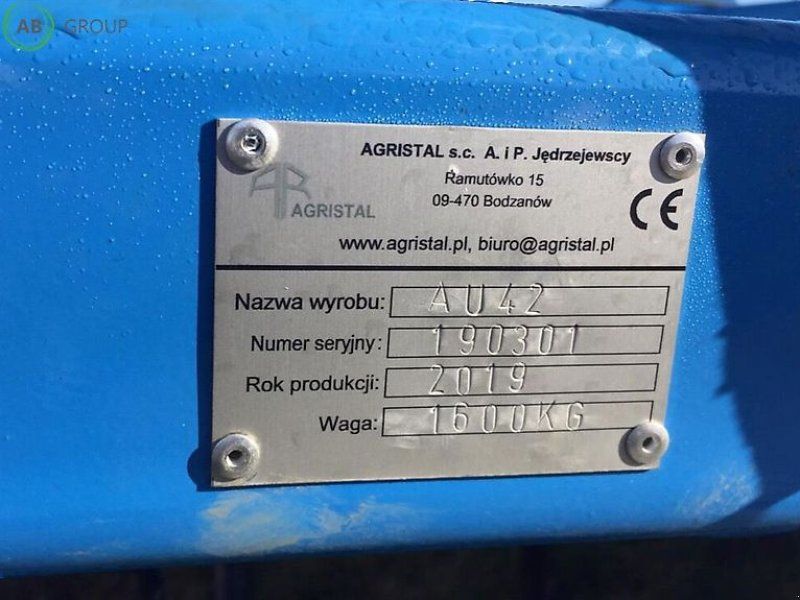 AB GROUP
AGRISTAL s.c. A. i P. Jędrzejewscy
Ramutówko 15
09-470 Bodzanów
AR
AGRISTAL
CE
www.agristal.pl, biuro@agristal.pl
Nazwa wyrobu: AU42
Numer seryjny: 190301
Rok produkcji: 2019
Waga: 1600KG